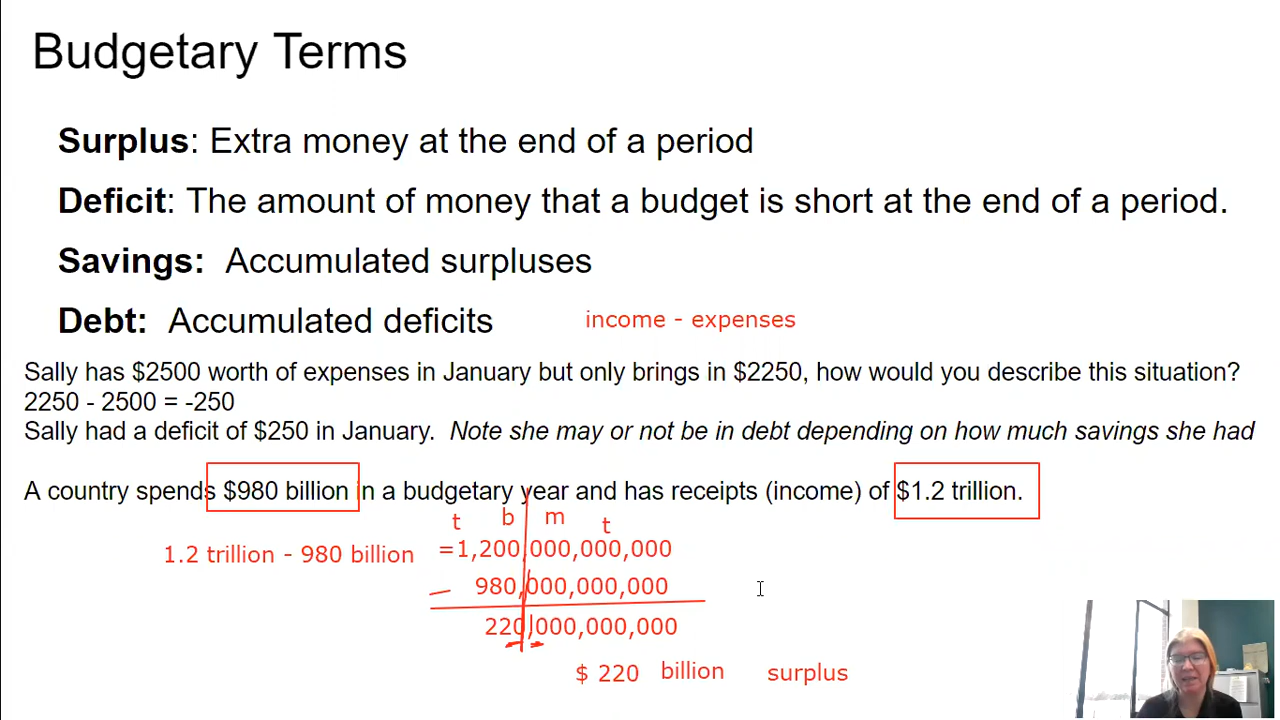 Budgetary Terms
Surplus: Extra money at the end of a period
Deficit: The amount of money that a budget is short at the end of a period.
Savings: Accumulated surpluses
Debt: Accumulated deficits
income - expenses
Sally has $2500 worth of expenses in January but only brings in $2250, how would you describe this situation?
2250 - 2500 = -250
Sally had a deficit of $250 in January. Note she may or not be in debt depending on how much savings she had
A country spends $980 billion in a budgetary year and has receipts (income) of $1.2 trillion.
t b m t
1.2 trillion - 980 billion =1,200,000,000,000
- 980,000,000,000
220,000,000,000
$ 220 billion surplus